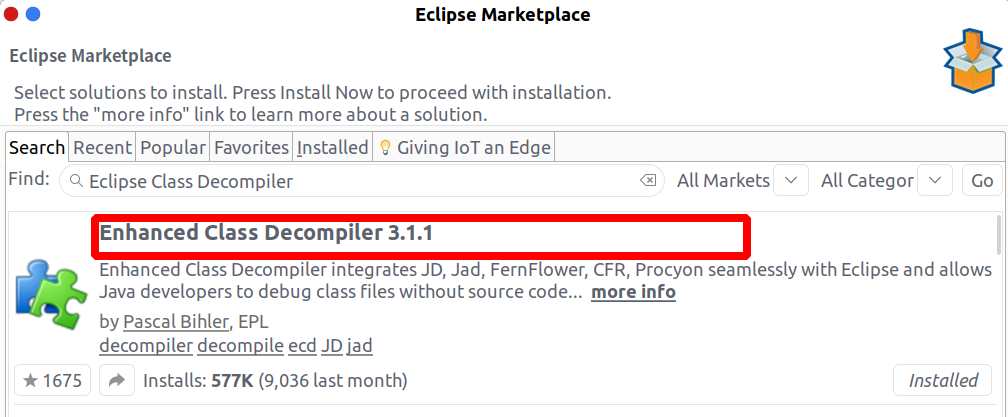 Eclipse Marketplace
Eclipse Marketplace
Select solutions to install. Press Install Now to proceed with installation.
Press the "more info" link to learn more about a solution.
Search Recent Popular Favorites Installed Giving IoT an Edge
Find: Eclipse Class Decompiler All Markets All Categor Go
Enhanced Class Decompiler 3.1.1
Enhanced Class Decompiler integrates JD, Jad, FernFlower, CFR, Procyon seamlessly with Eclipse and allows
Java developers to debug class files without source code... more info
by Pascal Bihler, EPL
decompiler decompile ecd JD jad
1675 Installs: 577K (9,036 last month) Installed